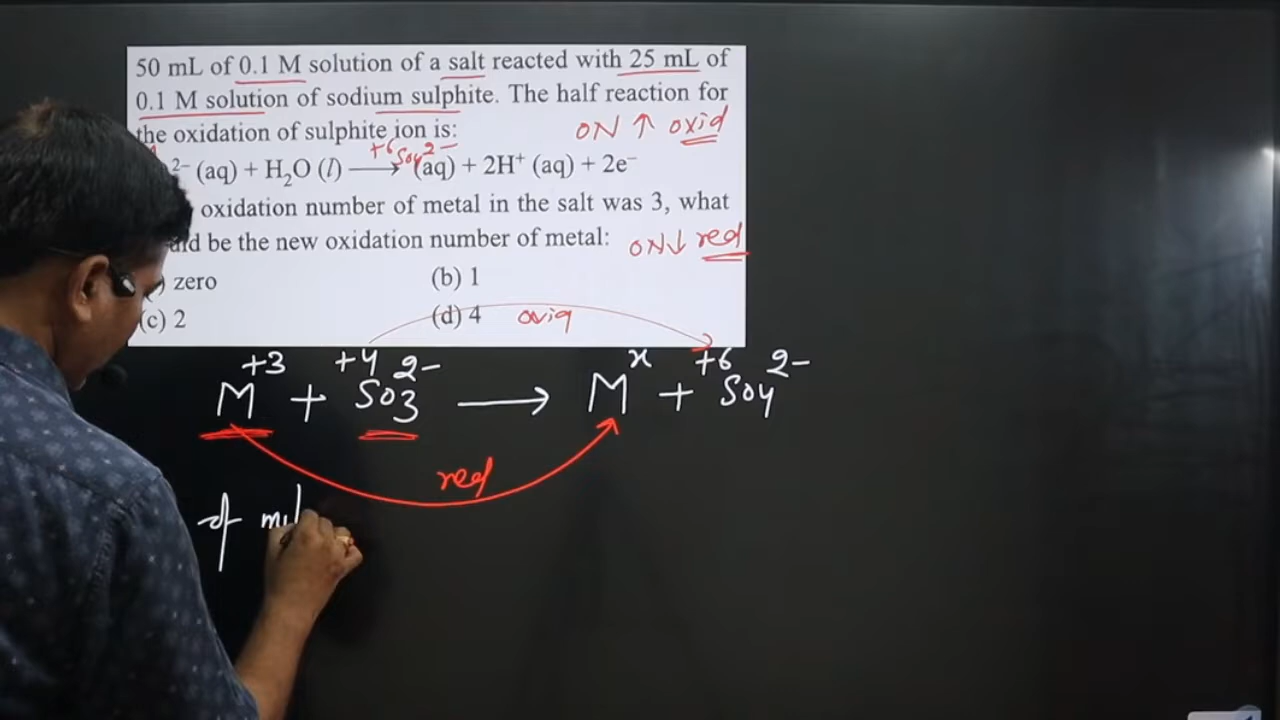 50 mL of 0.1 M solution of a salt reacted with 25 mL of
0.1 M solution of sodium sulphite. The half reaction for
the oxidation of sulphite ion is:
ON ↑ oxid
+6 SO4 2−
2− (aq) + H2O (l) ⟶ (aq) + 2H+ (aq) + 2e−
oxidation number of metal in the salt was 3, what
be the new oxidation number of metal:
ON↓ red
) zero (b) 1
(c) 2 (d) 4
M+3 + +4 SO3 2− ⟶ Mx + +6 SO4 2−
red
of